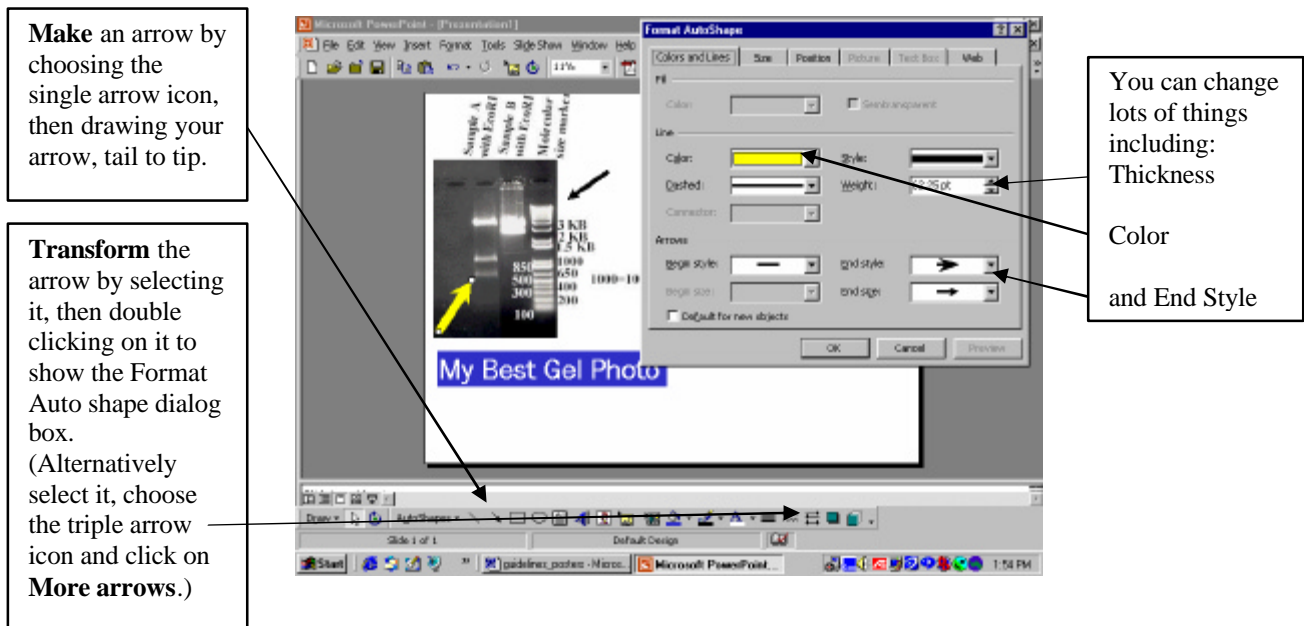 Make an arrow by
choosing the
single arrow icon,
then drawing your
arrow, tail to tip.
Transform the
arrow by selecting
it, then double
clicking on it to
show the Format
Auto shape dialog
box.
(Alternatively
select it, choose
the triple arrow
icon and click on
More arrows.)
Microsoft PowerPoint - [Presentation1]
File Edit View Insert Format Tools Slide Show Window Help
Sample A
with EcoRI
Sample B
with EcoRI
Molecular
size marker
3 KB
2 KB
1.5 KB
1000
850
650
500
400
300
200
100
My Best Gel Photo
Format AutoShape
Colors and Lines Size Position Picture Text Box Web
Fill
Color: Semitransparent
Line
Color: Style:
Dashed: Weight:
Connector:
Arrows
Begin style: End style:
Begin size: End size:
Default for new objects
OK Cancel Preview
You can change
lots of things
including:
Thickness
Color
and End Style
Draw AutoShapes
Slide 1 of 1 Default Design
Start guidelines_posters - Micros... Microsoft PowerPoint... 1:54 PM